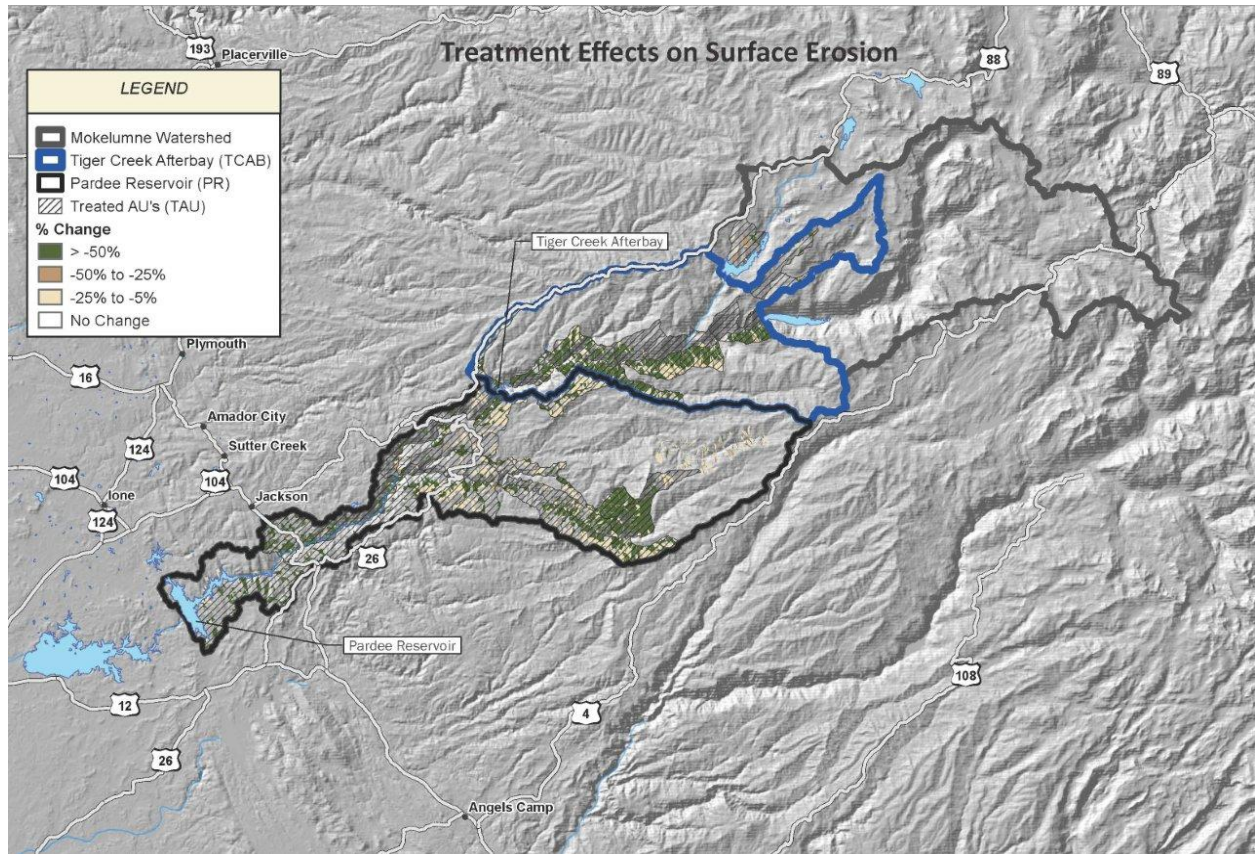 Treatment Effects on Surface Erosion
LEGEND
Mokelumne Watershed
Tiger Creek Afterbay (TCAB)
Pardee Reservoir (PR)
Treated AU's (TAU)
% Change
> -50%
-50% to -25%
-25% to -5%
No Change
193
Placerville
88
89
Tiger Creek Afterbay
Plymouth
16
Amador City
124
Sutter Creek
104
104
Ione
Jackson
124
26
Pardee Reservoir
108
12
4
26
Angels Camp